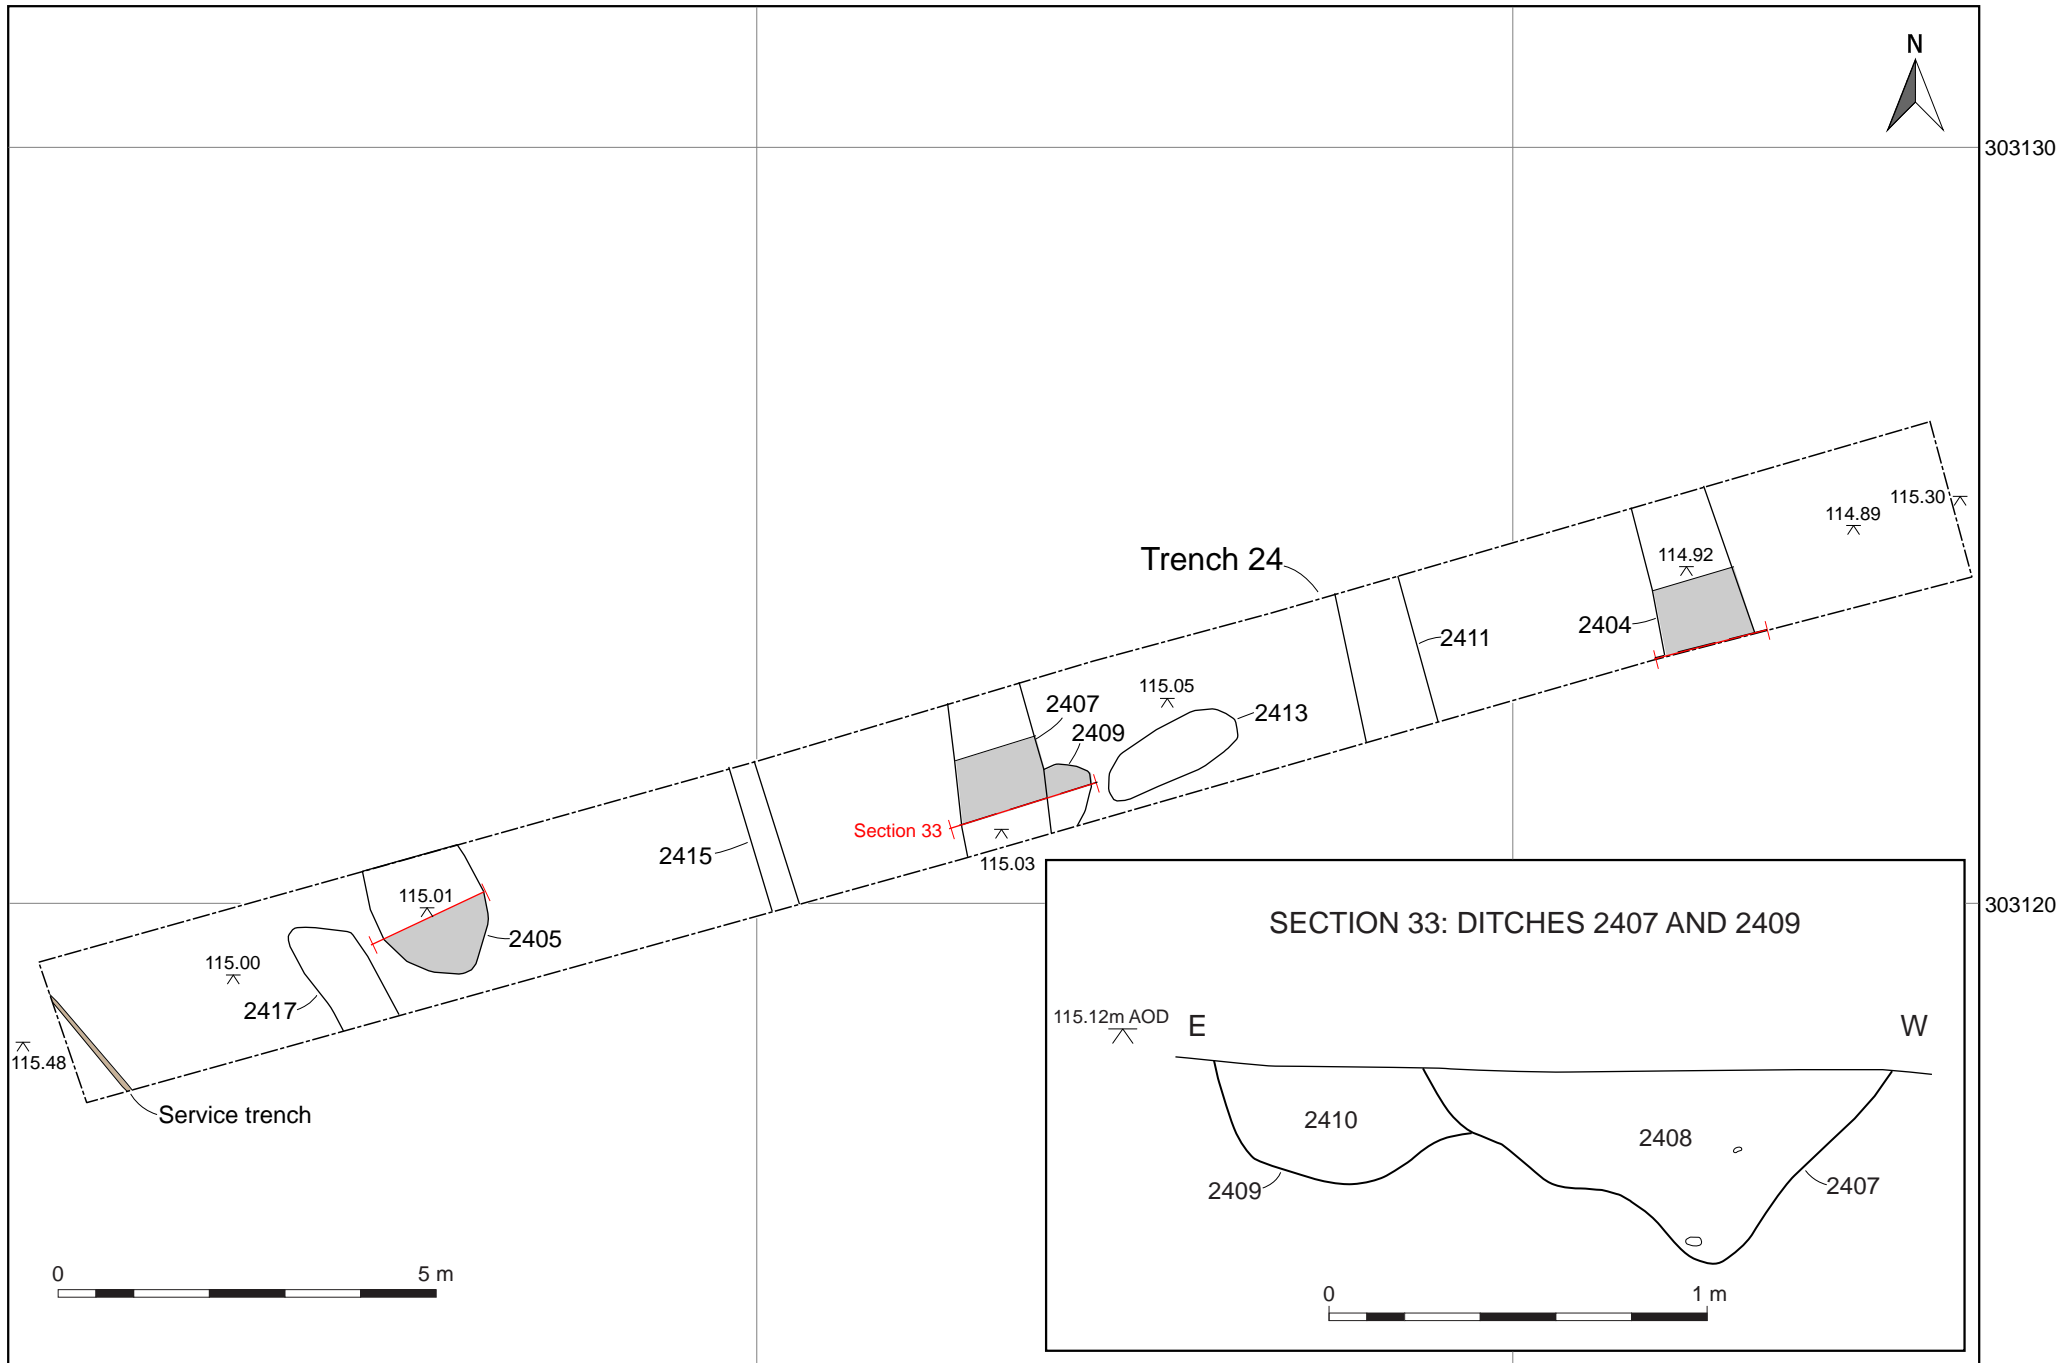 N
303130
115.30
114.89
Trench 24
114.92
2404
2411
115.05
2407
2413
2409
Section 33
2415
115.03
303120
115.01
2405
115.00
2417
115.48
Service trench
SECTION 33: DITCHES 2407 AND 2409
115.12m AOD
E
W
2410
2408
2409
2407
0
5 m
0
1 m